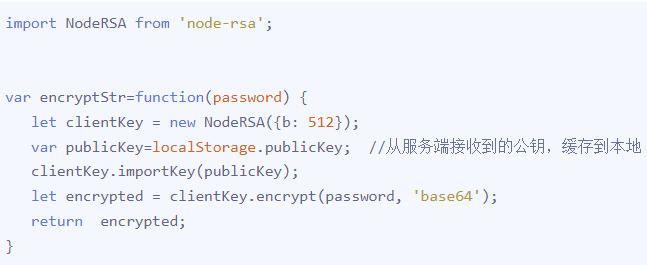 import NodeRSA from 'node-rsa';
var encryptStr=function(password) {
let clientKey = new NodeRSA({b: 512});
var publicKey=localStorage.publicKey;  //从服务端接收到的公钥，缓存到本地
clientKey.importKey(publicKey);
let encrypted = clientKey.encrypt(password, 'base64');
return  encrypted;
}